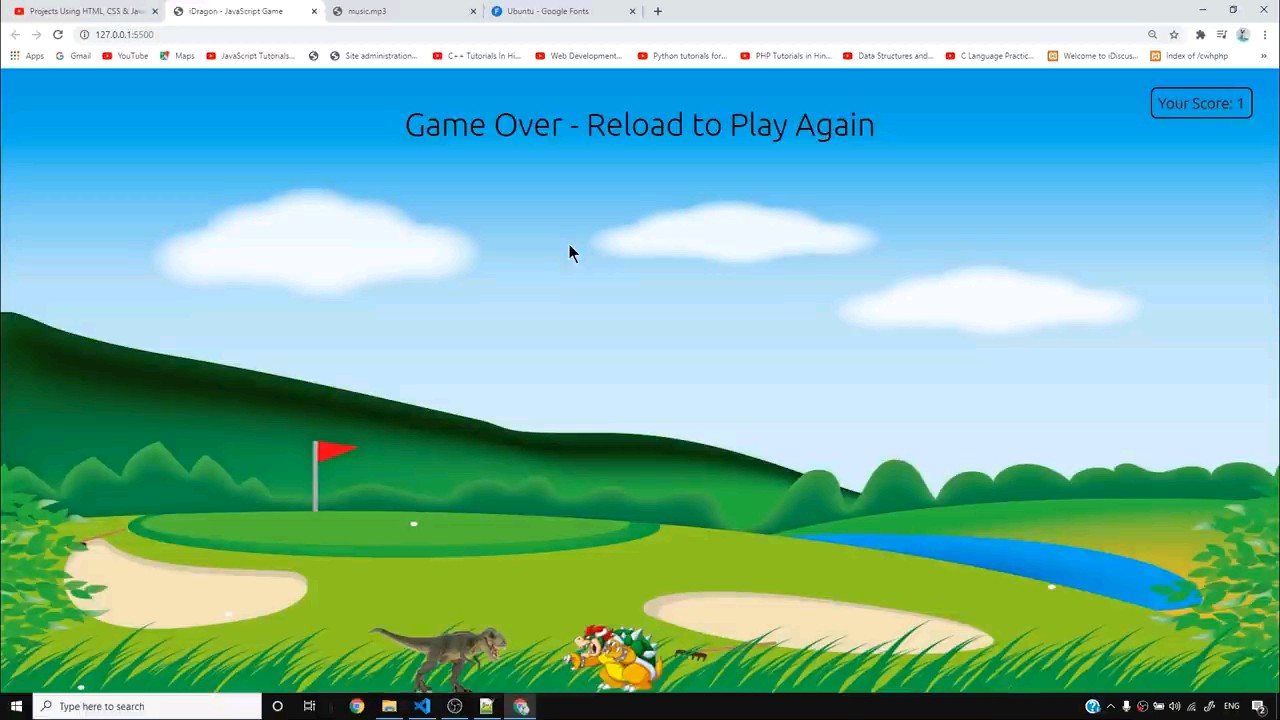 Projects Using HTML, CSS & Java
iDragon - JavaScript Game
music.mp3
Ubuntu - Google Fonts
127.0.0.1:5500
Apps
Gmail
YouTube
Maps
JavaScript Tutorials...
Site administration...
C++ Tutorials In Hi...
Web Development...
Python tutorials for...
PHP Tutorials in Hin...
Data Structures and...
C Language Practic...
Welcome to iDiscus...
Index of /cwhphp
»
Game Over - Reload to Play Again
Your Score: 1
Type here to search
ENG
2